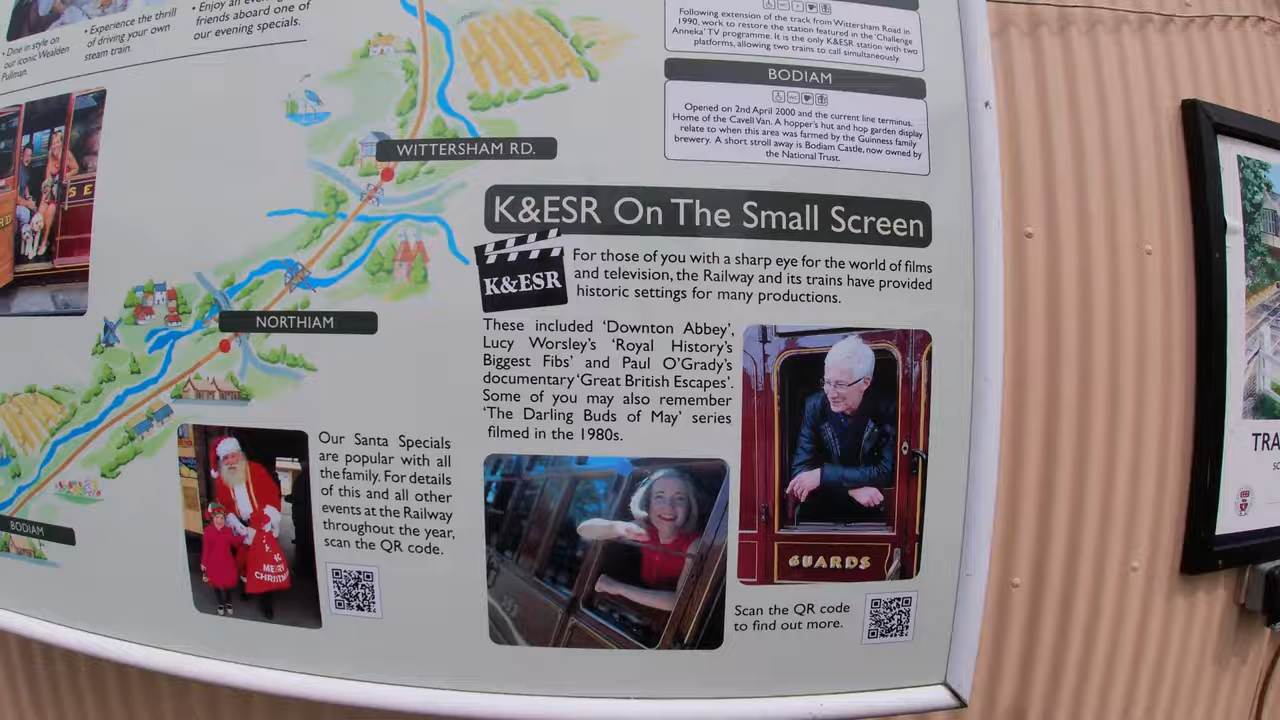 • Dine in style on
our iconic Wealden
Pullman.
• Experience the thrill
of driving your own
steam train.
• Enjoy an
friends aboard one of
our evening specials.
Following extension of the track from Wittersham Road in
1990, work to restore the station featured in the 'Challenge
Anneka' TV programme. It is the only K&ESR station with two
platforms, allowing two trains to call simultaneously.
BODIAM
Opened on 2nd April 2000 and the current line terminus.
Home of the Cavell Van. A hopper's hut and hop garden display
relate to when this area was farmed by the Guinness family
brewery. A short stroll away is Bodiam Castle, now owned by
the National Trust.
WITTERSHAM RD.
NORTHIAM
BODIAM
K&ESR On The Small Screen
K&ESR
For those of you with a sharp eye for the world of films
and television, the Railway and its trains have provided
historic settings for many productions.
These included 'Downton Abbey',
Lucy Worsley's 'Royal History's
Biggest Fibs' and Paul O'Grady's
documentary 'Great British Escapes'.
Some of you may also remember
'The Darling Buds of May' series
filmed in the 1980s.
GUARDS
Our Santa Specials
are popular with all
the family. For details
of this and all other
events at the Railway
throughout the year,
scan the QR code.
MERRY
CHRISTMAS
Scan the QR code
to find out more.